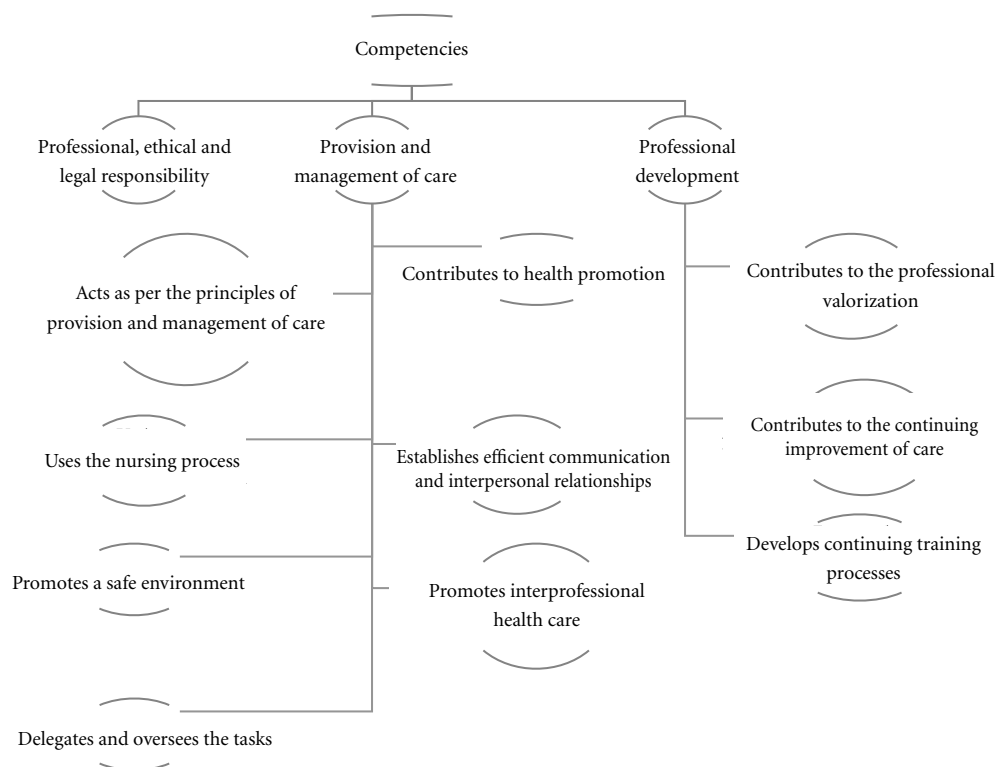 Competencies
Professional, ethical and
legal responsibility
Provision and
management of care
Professional
development
Acts as per the principles of
provision and management of care
Contributes to health promotion
Contributes to the professional
valorization
Uses the nursing process
Establishes efficient communication
and interpersonal relationships
Contributes to the continuing
improvement of care
Promotes a safe environment
Promotes interprofessional
health care
Develops continuing training
processes
Delegates and oversees the tasks